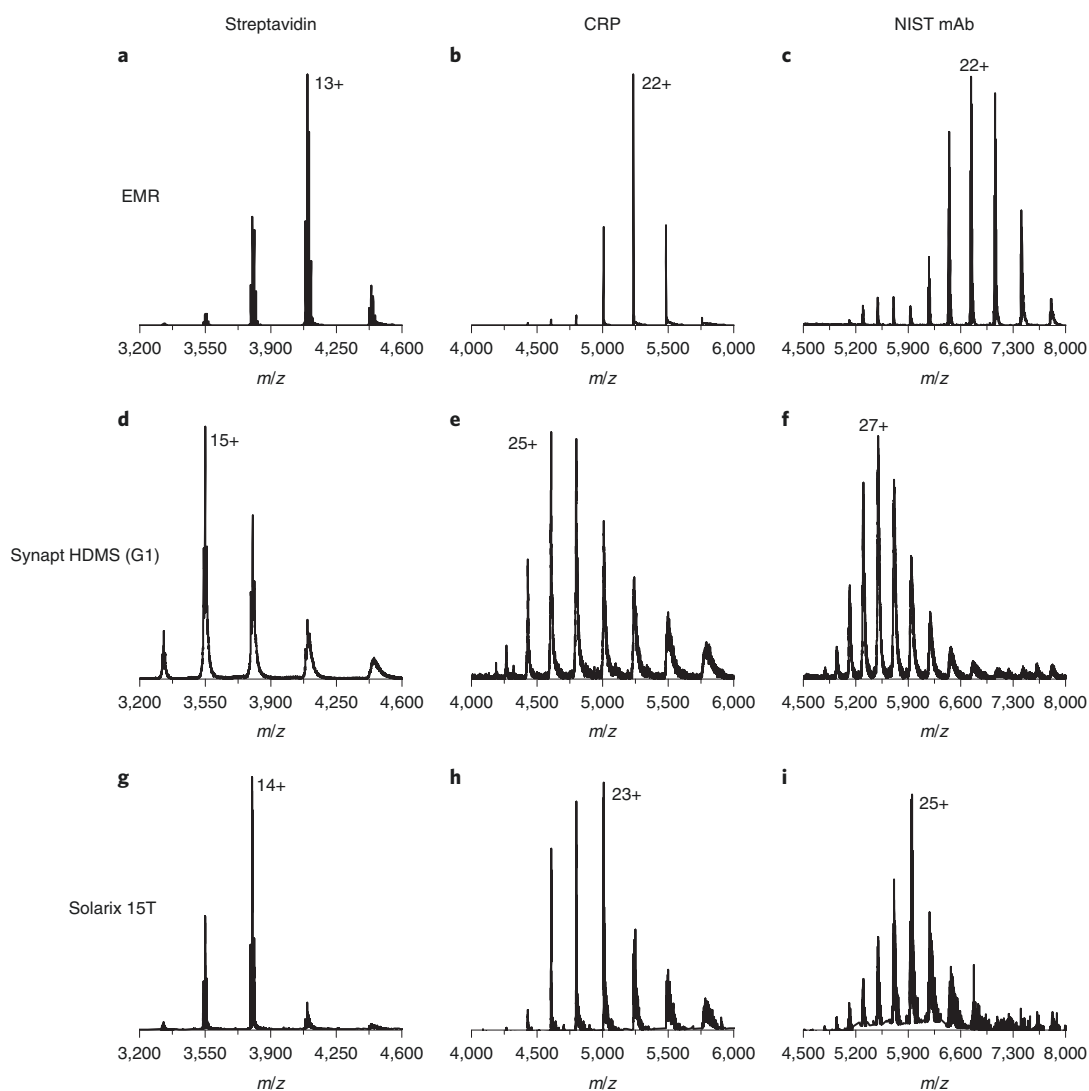 Streptavidin CRP NIST mAb
a b c
13+ 22+ 22+
EMR
3,200 3,550 3,900 4,250 4,600 4,000 4,500 5,000 5,500 6,000 4,500 5,200 5,900 6,600 7,300 8,000
m/z m/z m/z
d e f
15+ 25+ 27+
Synapt HDMS (G1)
3,200 3,550 3,900 4,250 4,600 4,000 4,500 5,000 5,500 6,000 4,500 5,200 5,900 6,600 7,300 8,000
m/z m/z m/z
g h i
14+ 23+ 25+
Solarix 15T
3,200 3,550 3,900 4,250 4,600 4,000 4,500 5,000 5,500 6,000 4,500 5,200 5,900 6,600 7,300 8,000
m/z m/z m/z